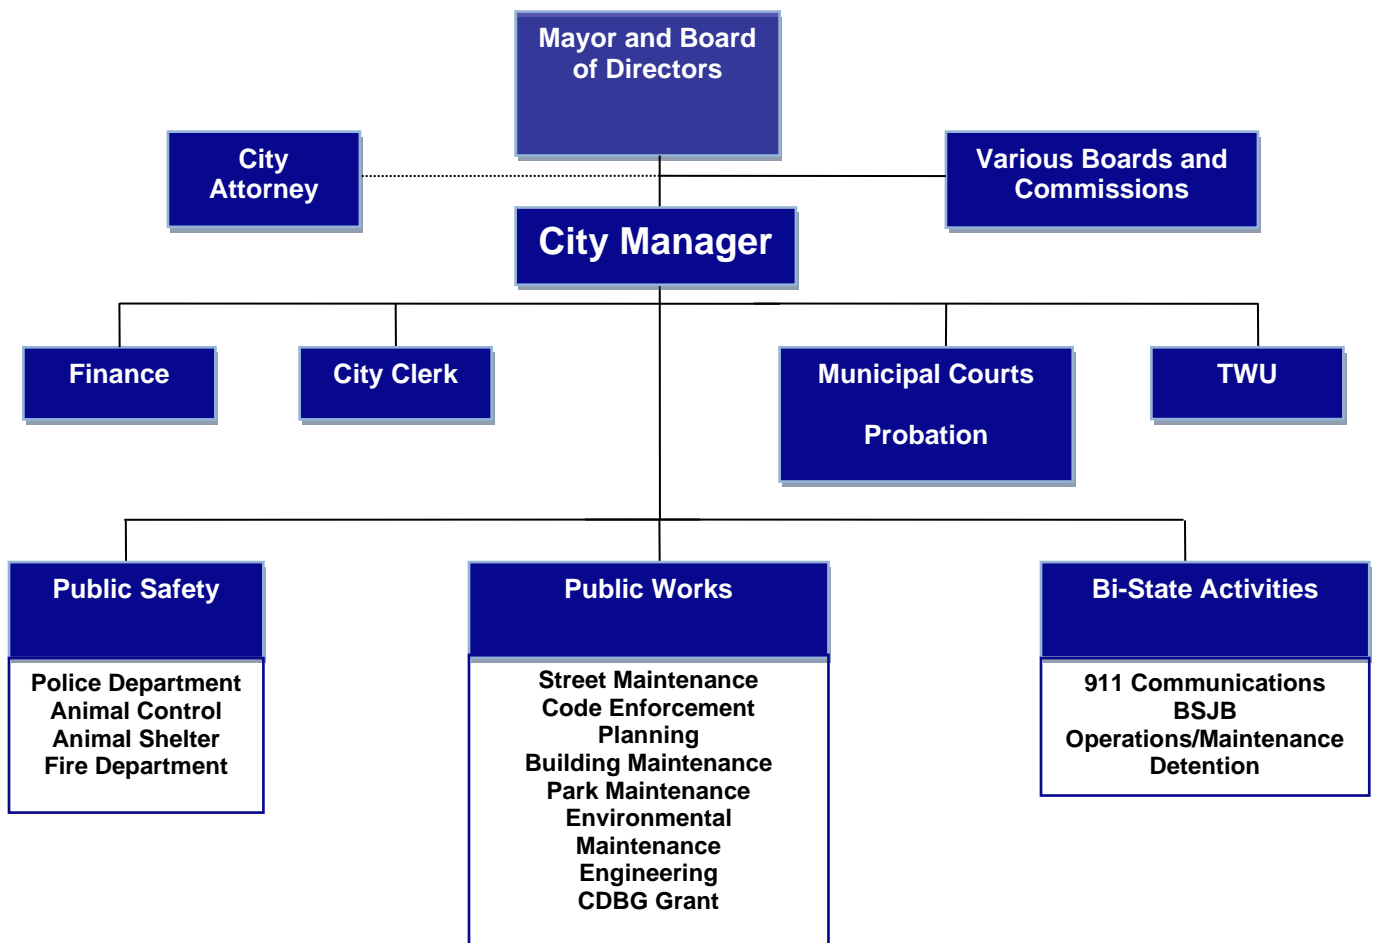 Mayor and Board
of Directors
City
Attorney
Various Boards and
Commissions
City Manager
Finance
City Clerk
Municipal Courts
Probation
TWU
Public Safety
Police Department
Animal Control
Animal Shelter
Fire Department
Public Works
Street Maintenance
Code Enforcement
Planning
Building Maintenance
Park Maintenance
Environmental
Maintenance
Engineering
CDBG Grant
Bi-State Activities
911 Communications
BSJB
Operations/Maintenance
Detention